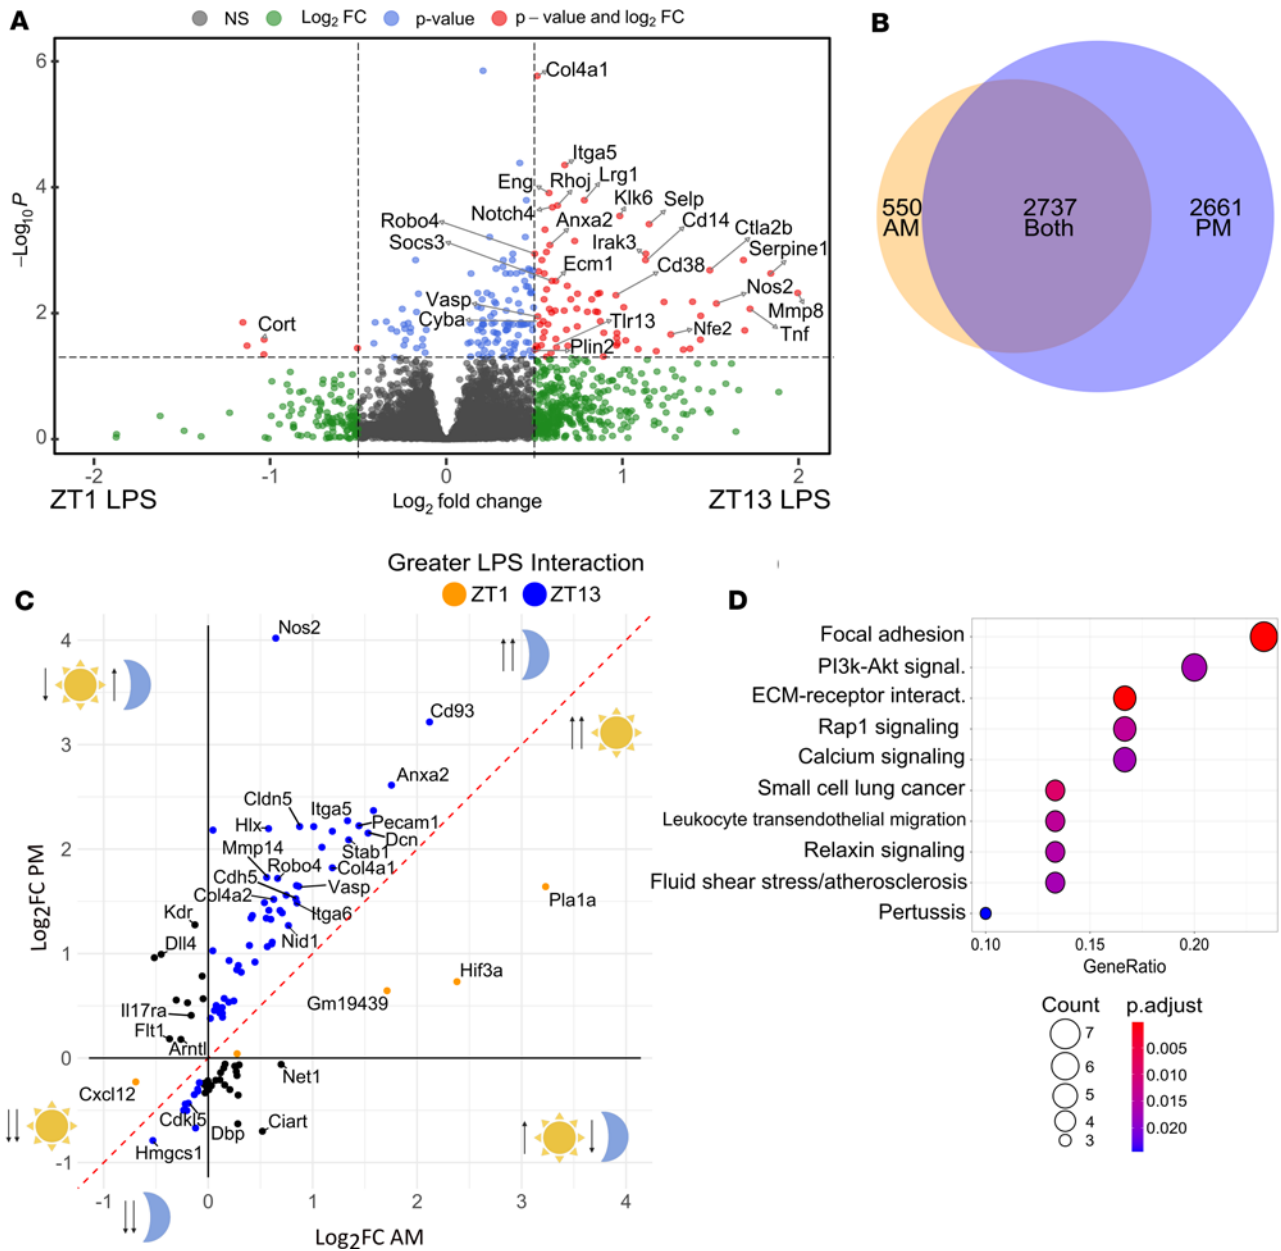 A
NS Log2 FC p-value p – value and log2 FC
6
4
2
0
−Log10 P
Col4a1
Itga5
Eng
Rhoj
Lrg1
Notch4
Klk6
Selp
Robo4
Anxa2
Cd14
Socs3
Irak3
Ctla2b
Serpine1
Ecm1
Cd38
Vasp
Nos2
Cyba
Tlr13
Mmp8
Cort
Nfe2
Tnf
Plin2
-2 -1 0 1 2
ZT1 LPS Log2 fold change ZT13 LPS
B
550
AM
2737
Both
2661
PM
C
Greater LPS Interaction
ZT1 ZT13
4
3
2
1
0
-1
Log2FC PM
Nos2
Cd93
Anxa2
Cldn5
Itga5
Hlx
Pecam1
Dcn
Mmp14
Stab1
Robo4
Col4a1
Cdh5
Vasp
Col4a2
Pla1a
Itga6
Kdr
Nid1
Dll4
Hif3a
Gm19439
Il17ra
Flt1
Arntl
Net1
Cxcl12
Cdkl5
Dbp
Ciart
Hmgcs1
-1 0 1 2 3 4
Log2FC AM
D
Focal adhesion
PI3k-Akt signal.
ECM-receptor interact.
Rap1 signaling
Calcium signaling
Small cell lung cancer
Leukocyte transendothelial migration
Relaxin signaling
Fluid shear stress/atherosclerosis
Pertussis
0.10 0.15 0.20
GeneRatio
Count
7
6
5
4
3
p.adjust
0.005
0.010
0.015
0.020